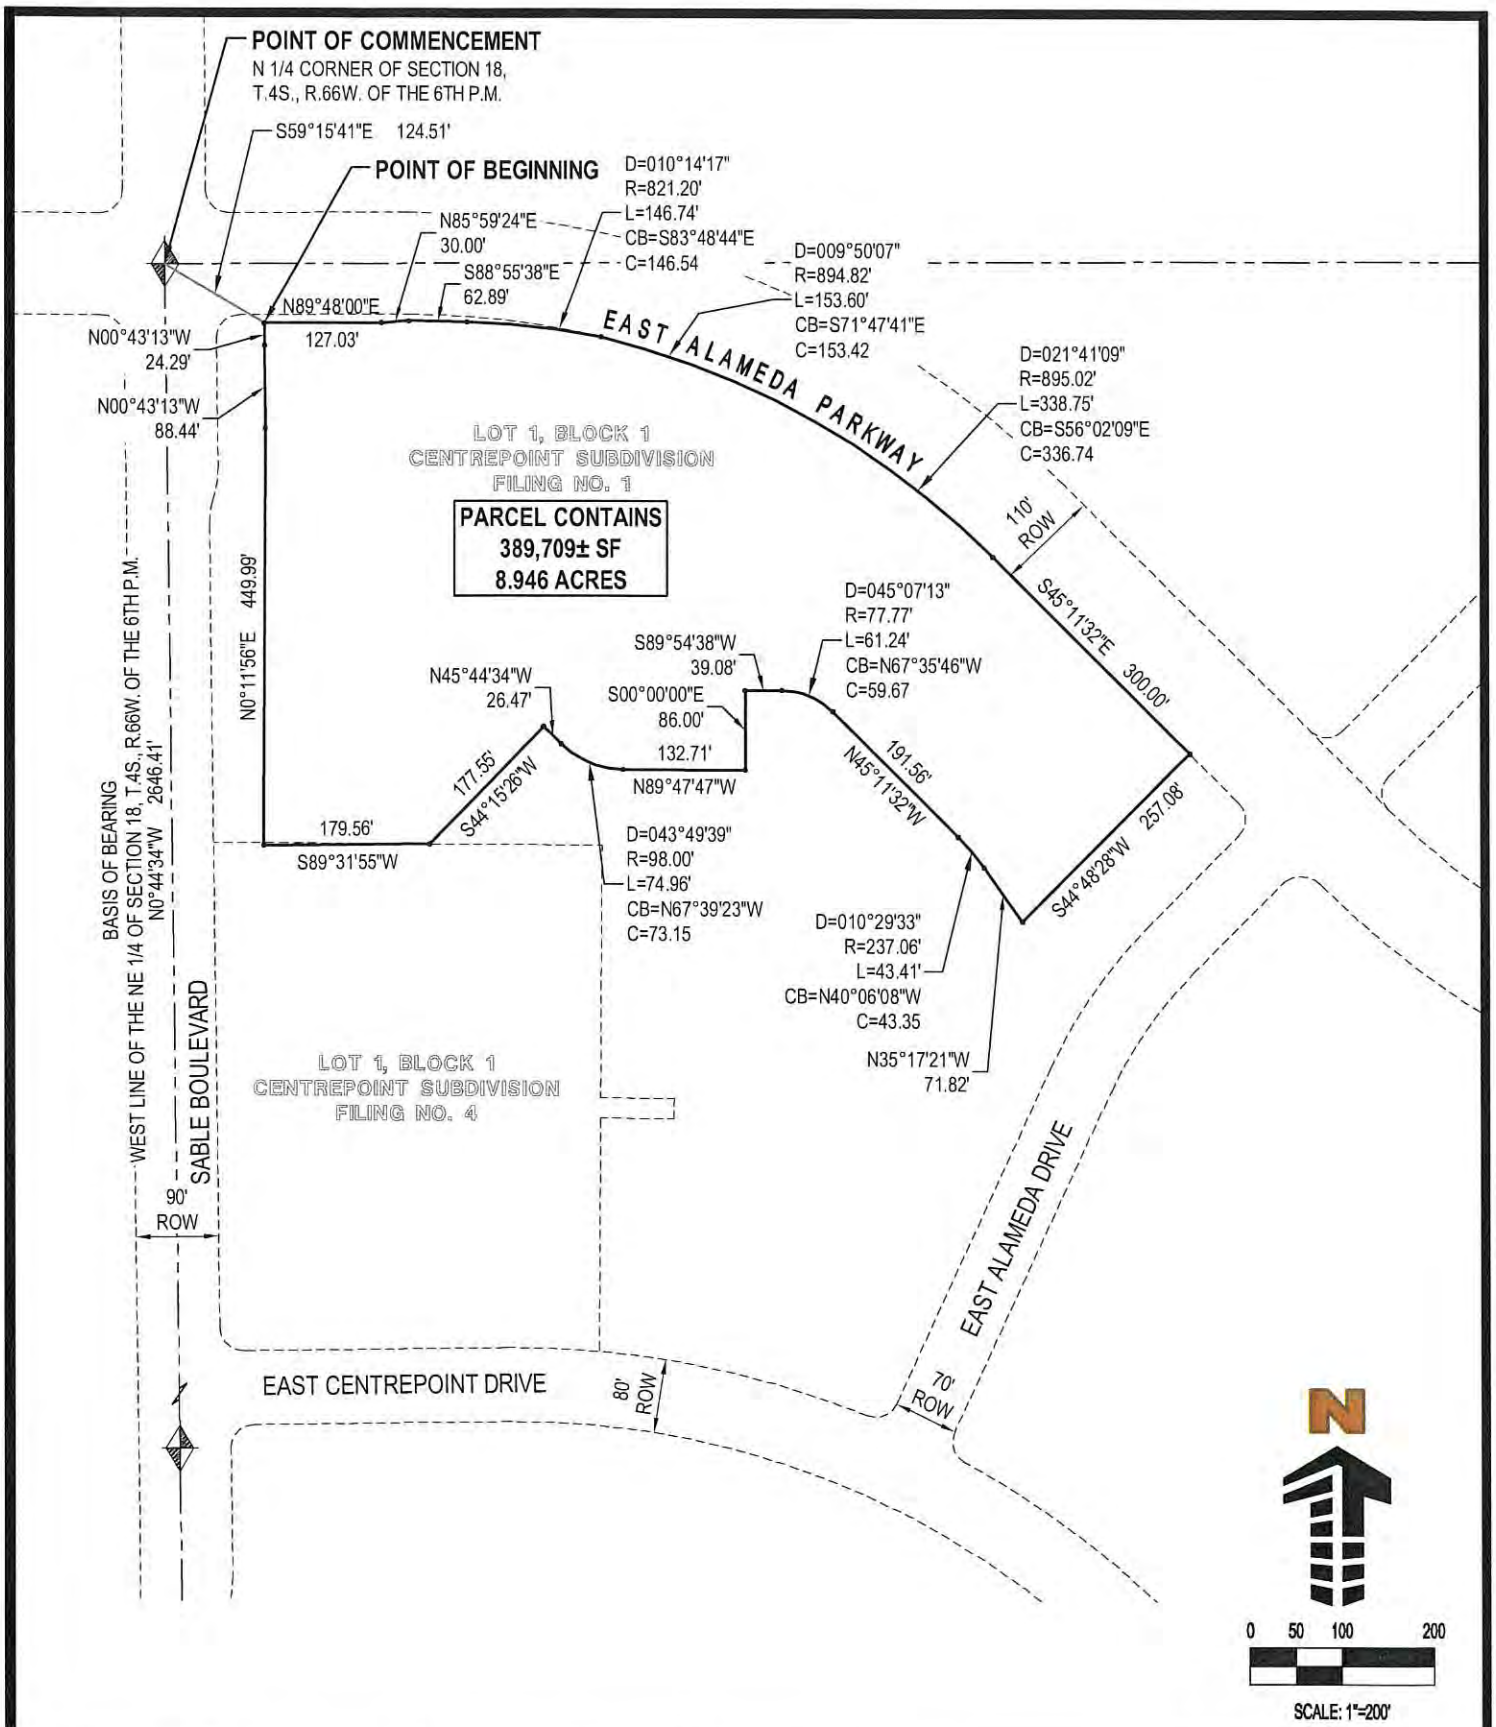 POINT OF COMMENCEMENT
N 1/4 CORNER OF SECTION 18,
T.4S., R.66W. OF THE 6TH P.M.
S59°15'41"E 124.51'
POINT OF BEGINNING
D=010°14'17"
R=821.20'
L=146.74'
CB=S83°48'44"E
C=146.54
N85°59'24"E
30.00'
S88°55'38"E
62.89'
D=009°50'07"
R=894.82'
L=153.60'
CB=S71°47'41"E
C=153.42
N89°48'00"E
127.03'
N00°43'13"W
24.29'
N00°43'13"W
88.44'
EAST ALAMEDA PARKWAY
D=021°41'09"
R=895.02'
L=338.75'
CB=S56°02'09"E
C=336.74
LOT 1, BLOCK 1
CENTREPOINT SUBDIVISION
FILING NO. 1
PARCEL CONTAINS
389,709± SF
8.946 ACRES
110'
ROW
S45°11'32"E 300.00'
N0°11'56"E 449.99'
D=045°07'13"
R=77.77'
L=61.24'
CB=N67°35'46"W
C=59.67
S89°54'38"W
39.08'
S00°00'00"E
86.00'
N45°44'34"W
26.47'
132.71'
N89°47'47"W
191.56'
N45°11'32"W
177.55'
S44°15'26"W
179.56'
S89°31'55"W
D=043°49'39"
R=98.00'
L=74.96'
CB=N67°39'23"W
C=73.15
S44°48'28"W 257.08'
D=010°29'33"
R=237.06'
L=43.41'
CB=N40°06'08"W
C=43.35
N35°17'21"W
71.82'
BASIS OF BEARING
WEST LINE OF THE NE 1/4 OF SECTION 18, T.4S., R.66W. OF THE 6TH P.M.
N0°44'34"W 2646.41'
SABLE BOULEVARD
LOT 1, BLOCK 1
CENTREPOINT SUBDIVISION
FILING NO. 4
90'
ROW
EAST ALAMEDA DRIVE
EAST CENTREPOINT DRIVE
80'
ROW
70'
ROW
N
0 50 100 200
SCALE: 1"=200'